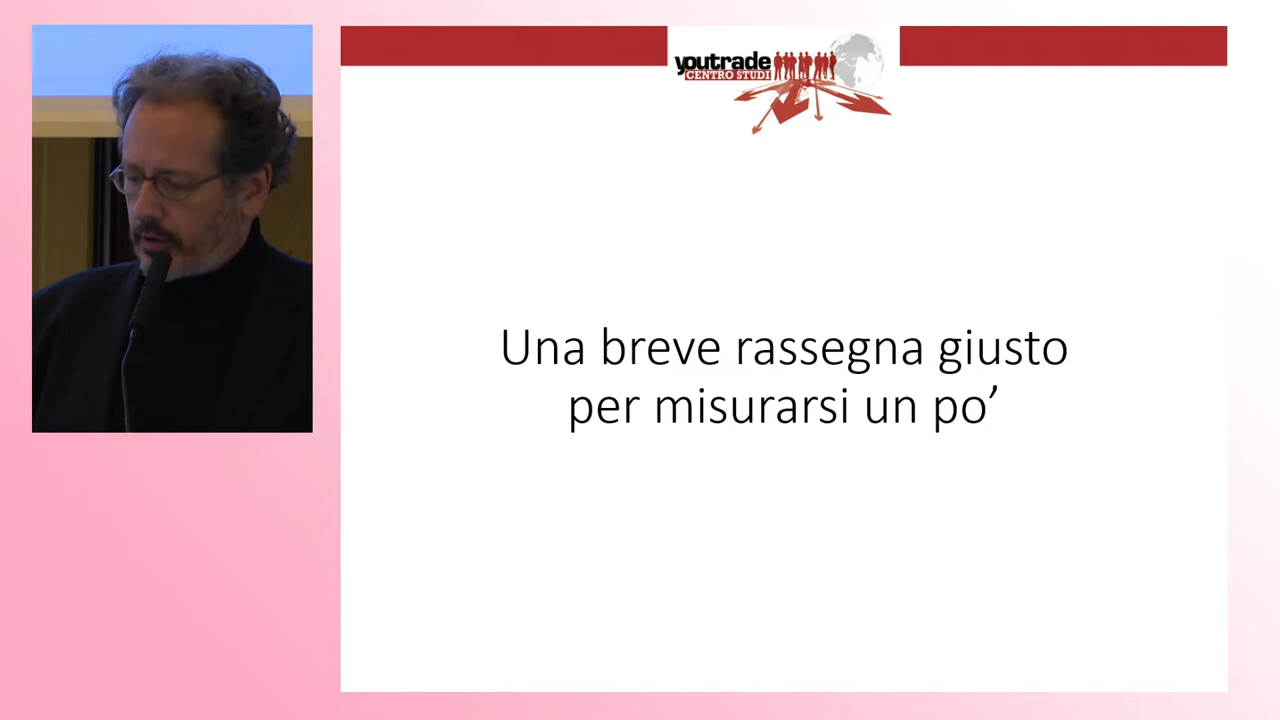 youtrade
CENTRO STUDI
Una breve rassegna giusto
per misurarsi un po’